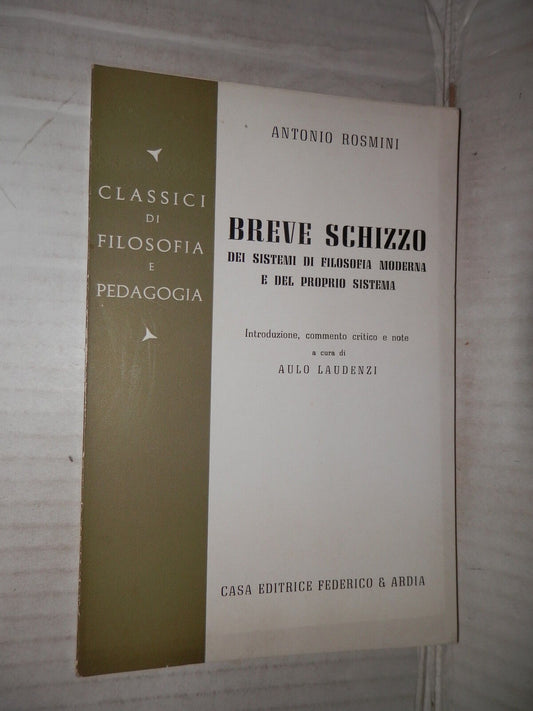 CLASSICI
DI
FILOSOFIA
E
PEDAGOGIA
ANTONIO ROSMINI
BREVE SCHIZZO
DEI SISTEMI DI FILOSOFIA MODERNA
E DEL PROPRIO SISTEMA
Introduzione, commento critico e note
a cura di
AULO LAUDENZI
CASA EDITRICE FEDERICO & ARDIA